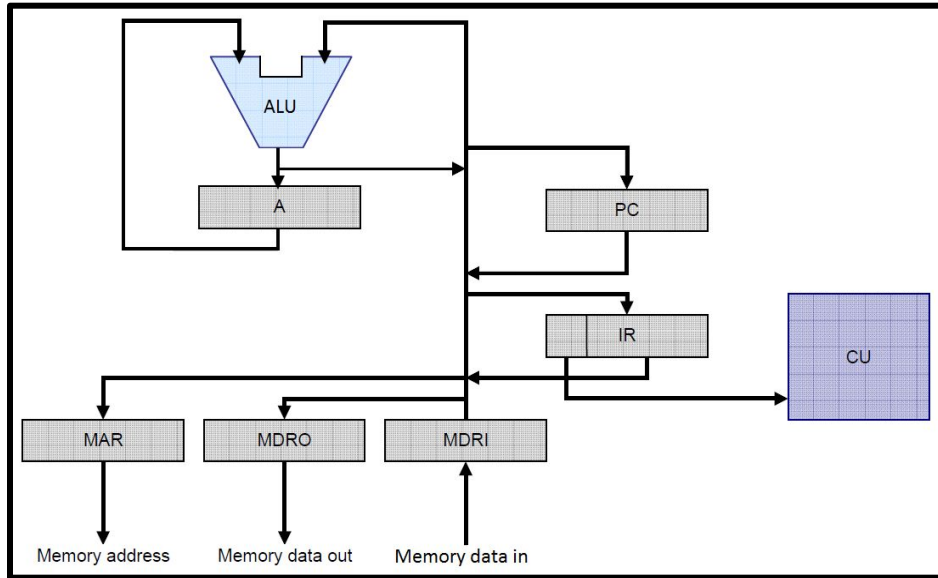 ALU
A
PC
IR
CU
MAR
MDRO
MDRI
Memory address
Memory data out
Memory data in